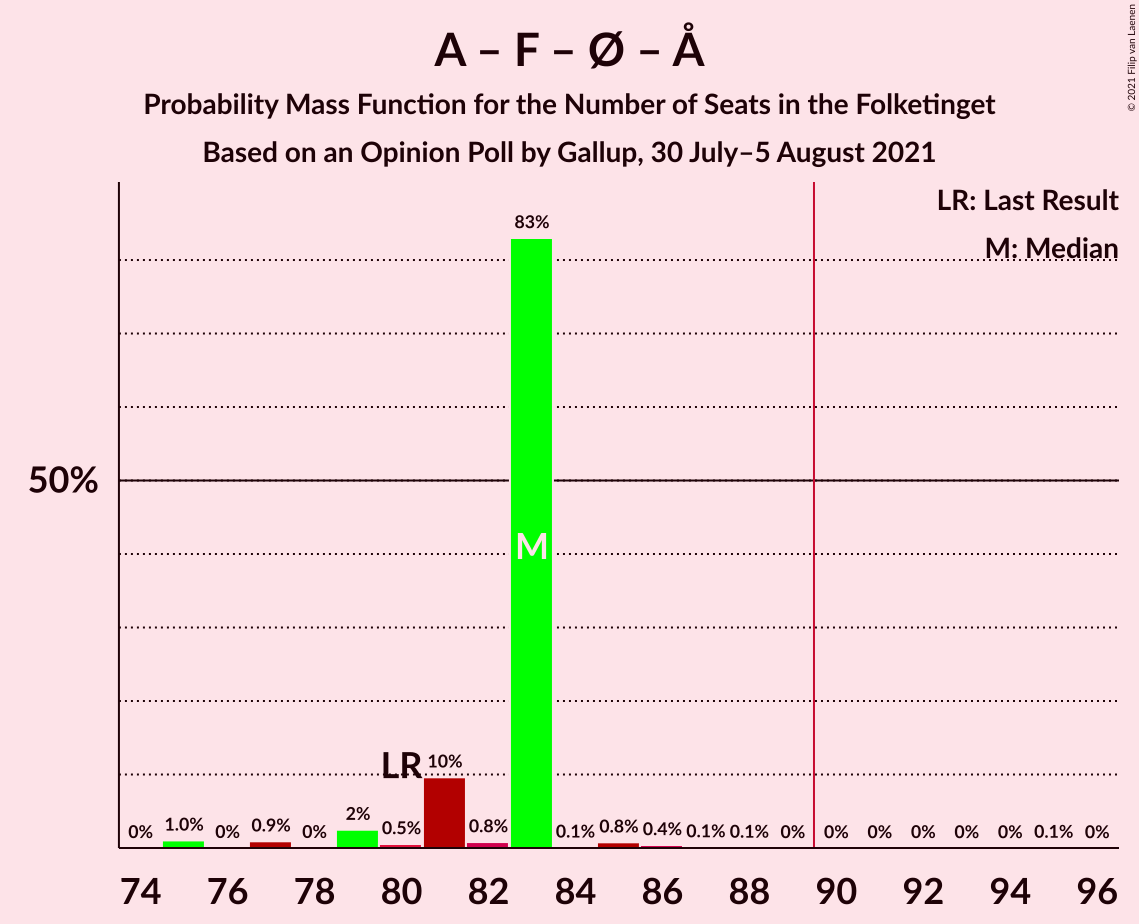 A – F – Ø – Å
Probability Mass Function for the Number of Seats in the Folketinget
Based on an Opinion Poll by Gallup, 30 July–5 August 2021
© 2021 Filip van Laenen
LR: Last Result
M: Median
83%
50%
M
LR
0% 1.0% 0% 0.9% 0% 2% 0.5% 10% 0.8% 0.1% 0.8% 0.4% 0.1% 0.1% 0% 0% 0% 0% 0% 0% 0.1% 0%
74 76 78 80 82 84 86 88 90 92 94 96